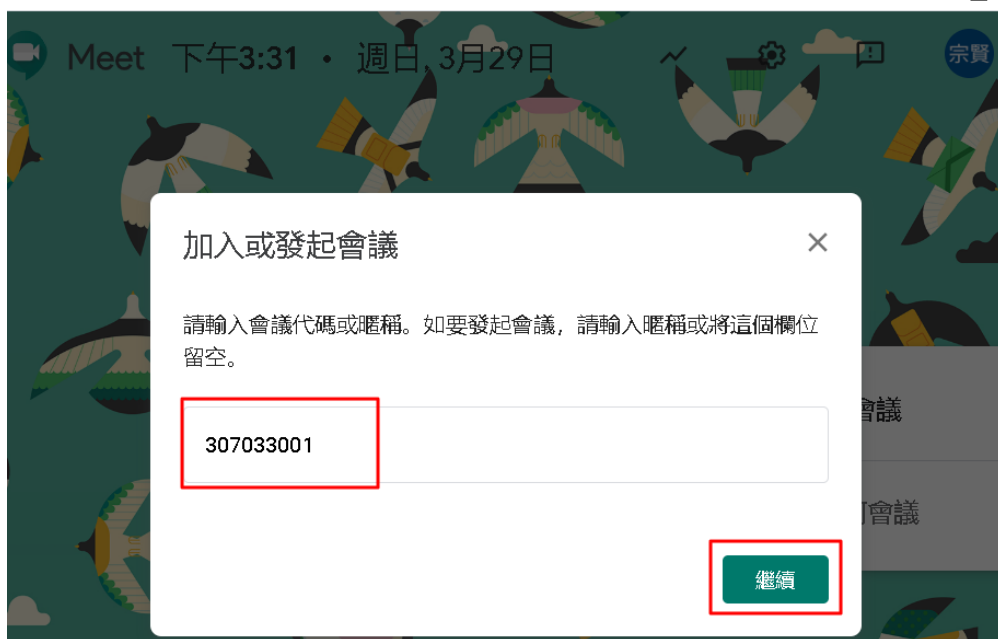 Meet 下午3:31 • 週日, 3月29日
宗賢
加入或發起會議
請輸入會議代碼或暱稱。如要發起會議，請輸入暱稱或將這個欄位
留空。
會議
307033001
會議
繼續